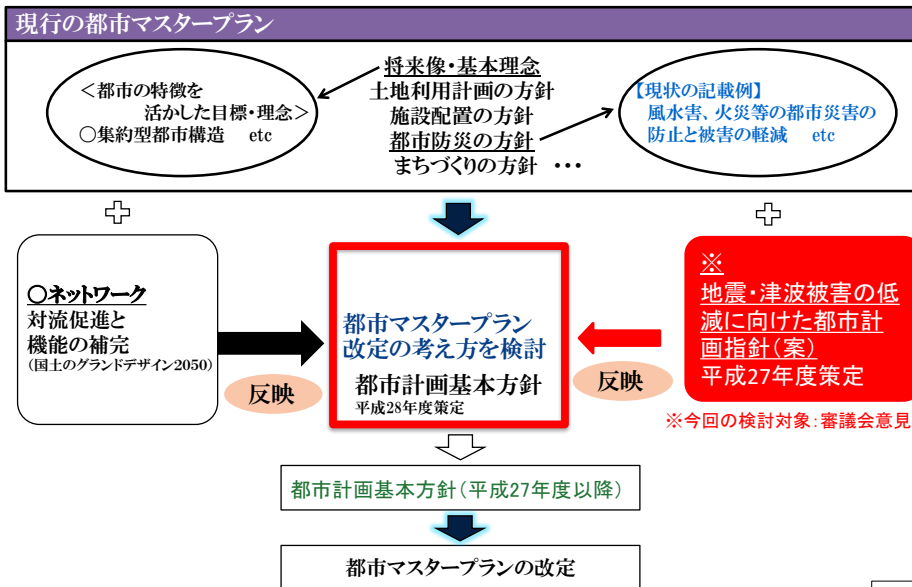 現行の都市マスタープラン
＜都市の特徴を
活かした目標・理念＞
○集約型都市構造　etc
将来像・基本理念
土地利用計画の方針
施設配置の方針
都市防災の方針
まちづくりの方針　・・・
【現状の記載例】
風水害、火災等の都市災害の
防止と被害の軽減　etc
○ネットワーク
対流促進と
機能の補完
（国土のグランドデザイン2050）
反映
都市マスタープラン
改定の考え方を検討
都市計画基本方針
平成28年度策定
反映
※
地震・津波被害の低
減に向けた都市計
画指針（案）
平成27年度策定
※今回の検討対象：審議会意見
都市計画基本方針（平成27年度以降）
都市マスタープランの改定